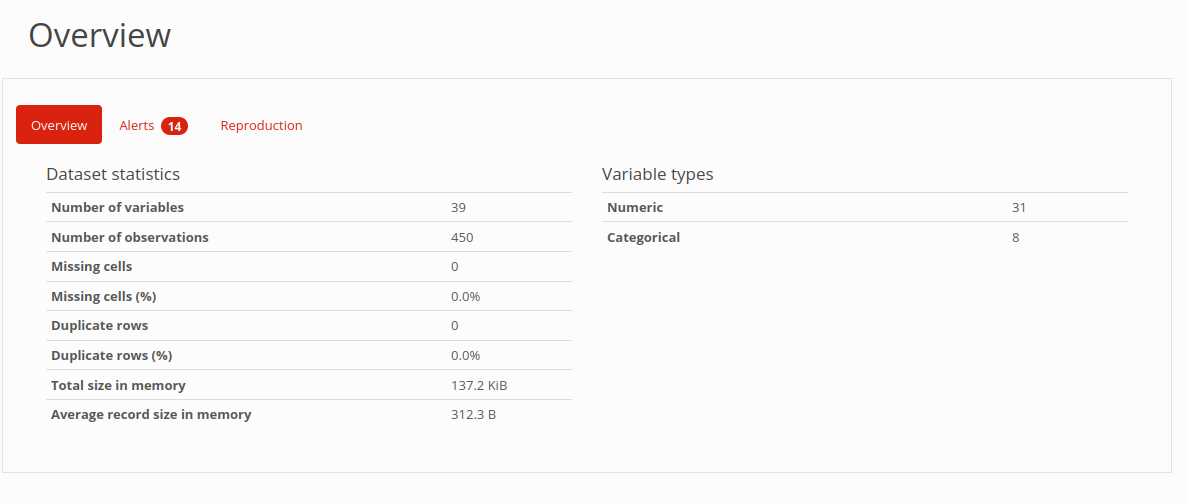 Overview
Overview Alerts 14 Reproduction
Dataset statistics
Number of variables 39
Number of observations 450
Missing cells 0
Missing cells (%) 0.0%
Duplicate rows 0
Duplicate rows (%) 0.0%
Total size in memory 137.2 KiB
Average record size in memory 312.3 B
Variable types
Numeric 31
Categorical 8